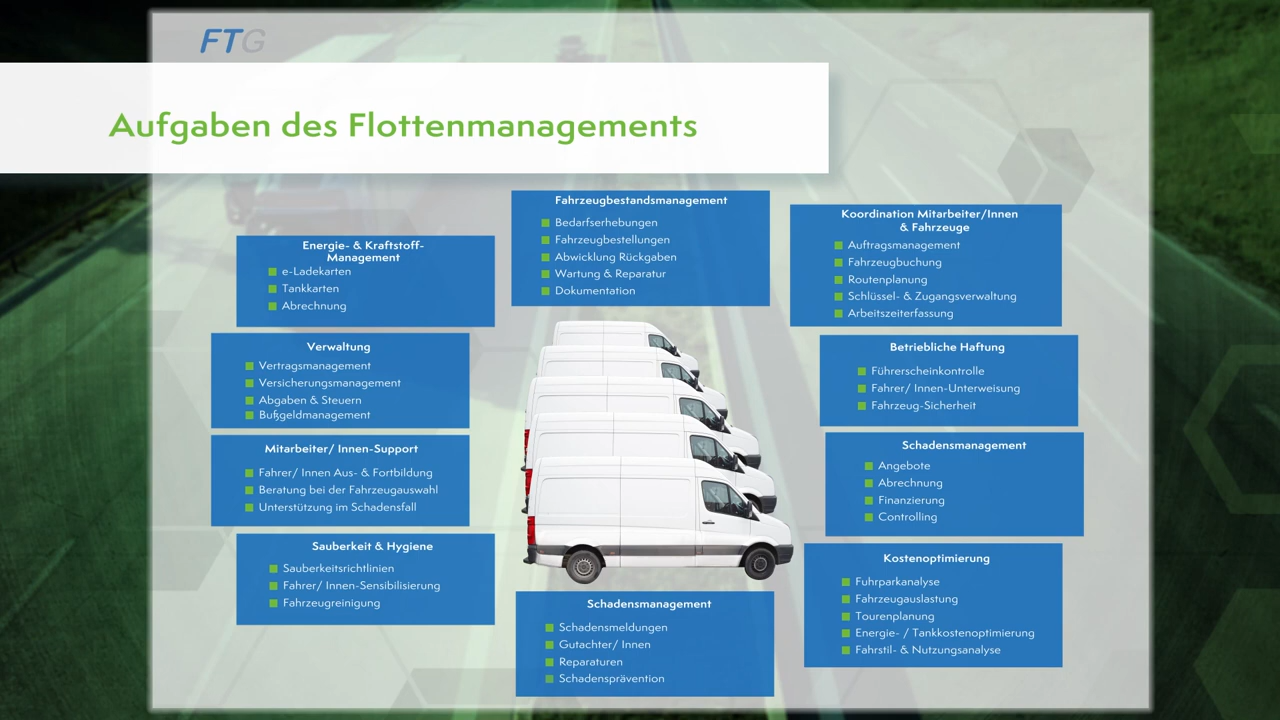 FTG
Aufgaben des Flottenmanagements
Fahrzeugbestandsmanagement
Bedarfserhebungen
Fahrzeugbestellungen
Abwicklung Rückgaben
Wartung & Reparatur
Dokumentation
Koordination Mitarbeiter/Innen
& Fahrzeuge
Auftragsmanagement
Fahrzeugbuchung
Routenplanung
Schlüssel- & Zugangsverwaltung
Arbeitszeiterfassung
Energie- & Kraftstoff-
Management
e-Ladekarten
Tankkarten
Abrechnung
Verwaltung
Vertragsmanagement
Versicherungsmanagement
Abgaben & Steuern
Bußgeldmanagement
Betriebliche Haftung
Führerscheinkontrolle
Fahrer/ Innen-Unterweisung
Fahrzeug-Sicherheit
Mitarbeiter/ Innen-Support
Fahrer/ Innen Aus- & Fortbildung
Beratung bei der Fahrzeugauswahl
Unterstützung im Schadensfall
Schadensmanagement
Angebote
Abrechnung
Finanzierung
Controlling
Sauberkeit & Hygiene
Sauberkeitsrichtlinien
Fahrer/ Innen-Sensibilisierung
Fahrzeugreinigung
Kostenoptimierung
Fuhrparkanalyse
Fahrzeugauslastung
Tourenplanung
Energie- / Tankkostenoptimierung
Fahrstil- & Nutzungsanalyse
Schadensmanagement
Schadensmeldungen
Gutachter/ Innen
Reparaturen
Schadensprävention